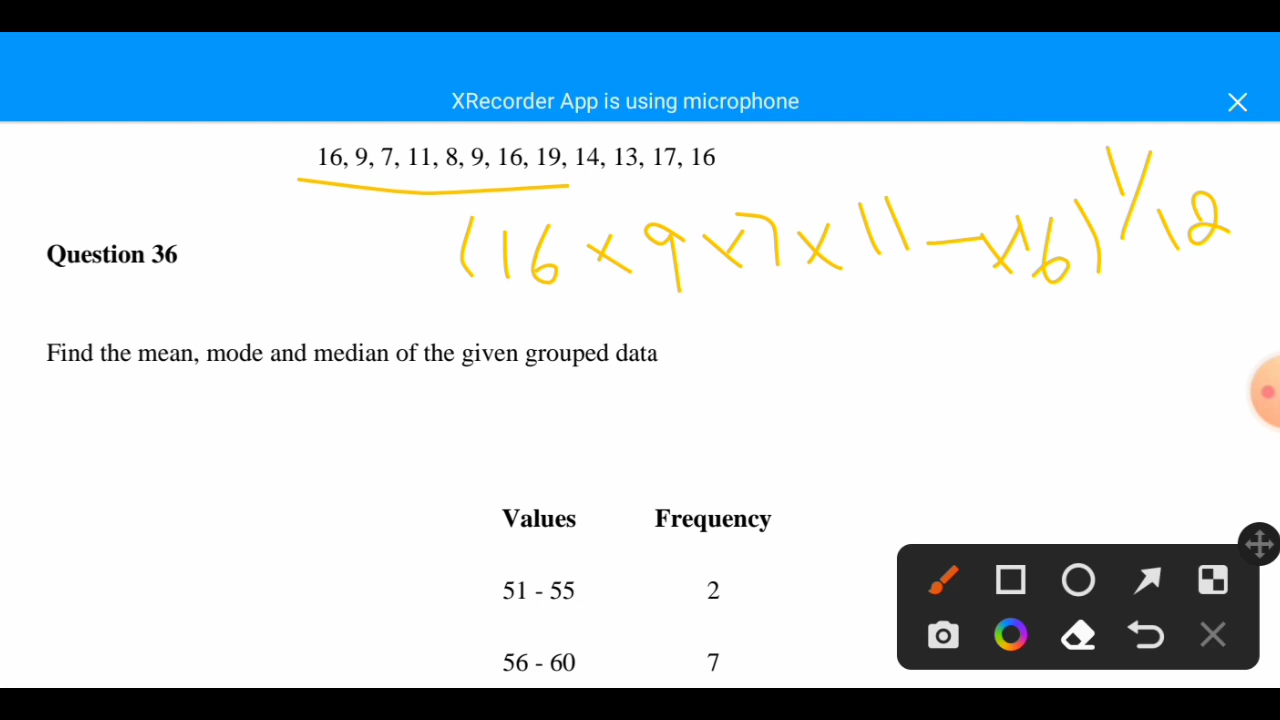 XRecorder App is using microphone
16, 9, 7, 11, 8, 9, 16, 19, 14, 13, 17, 16
(16 × 9 × 7 × 11 — × 16)^1/12
Question 36
Find the mean, mode and median of the given grouped data
Values Frequency
51 - 55 2
56 - 60 7